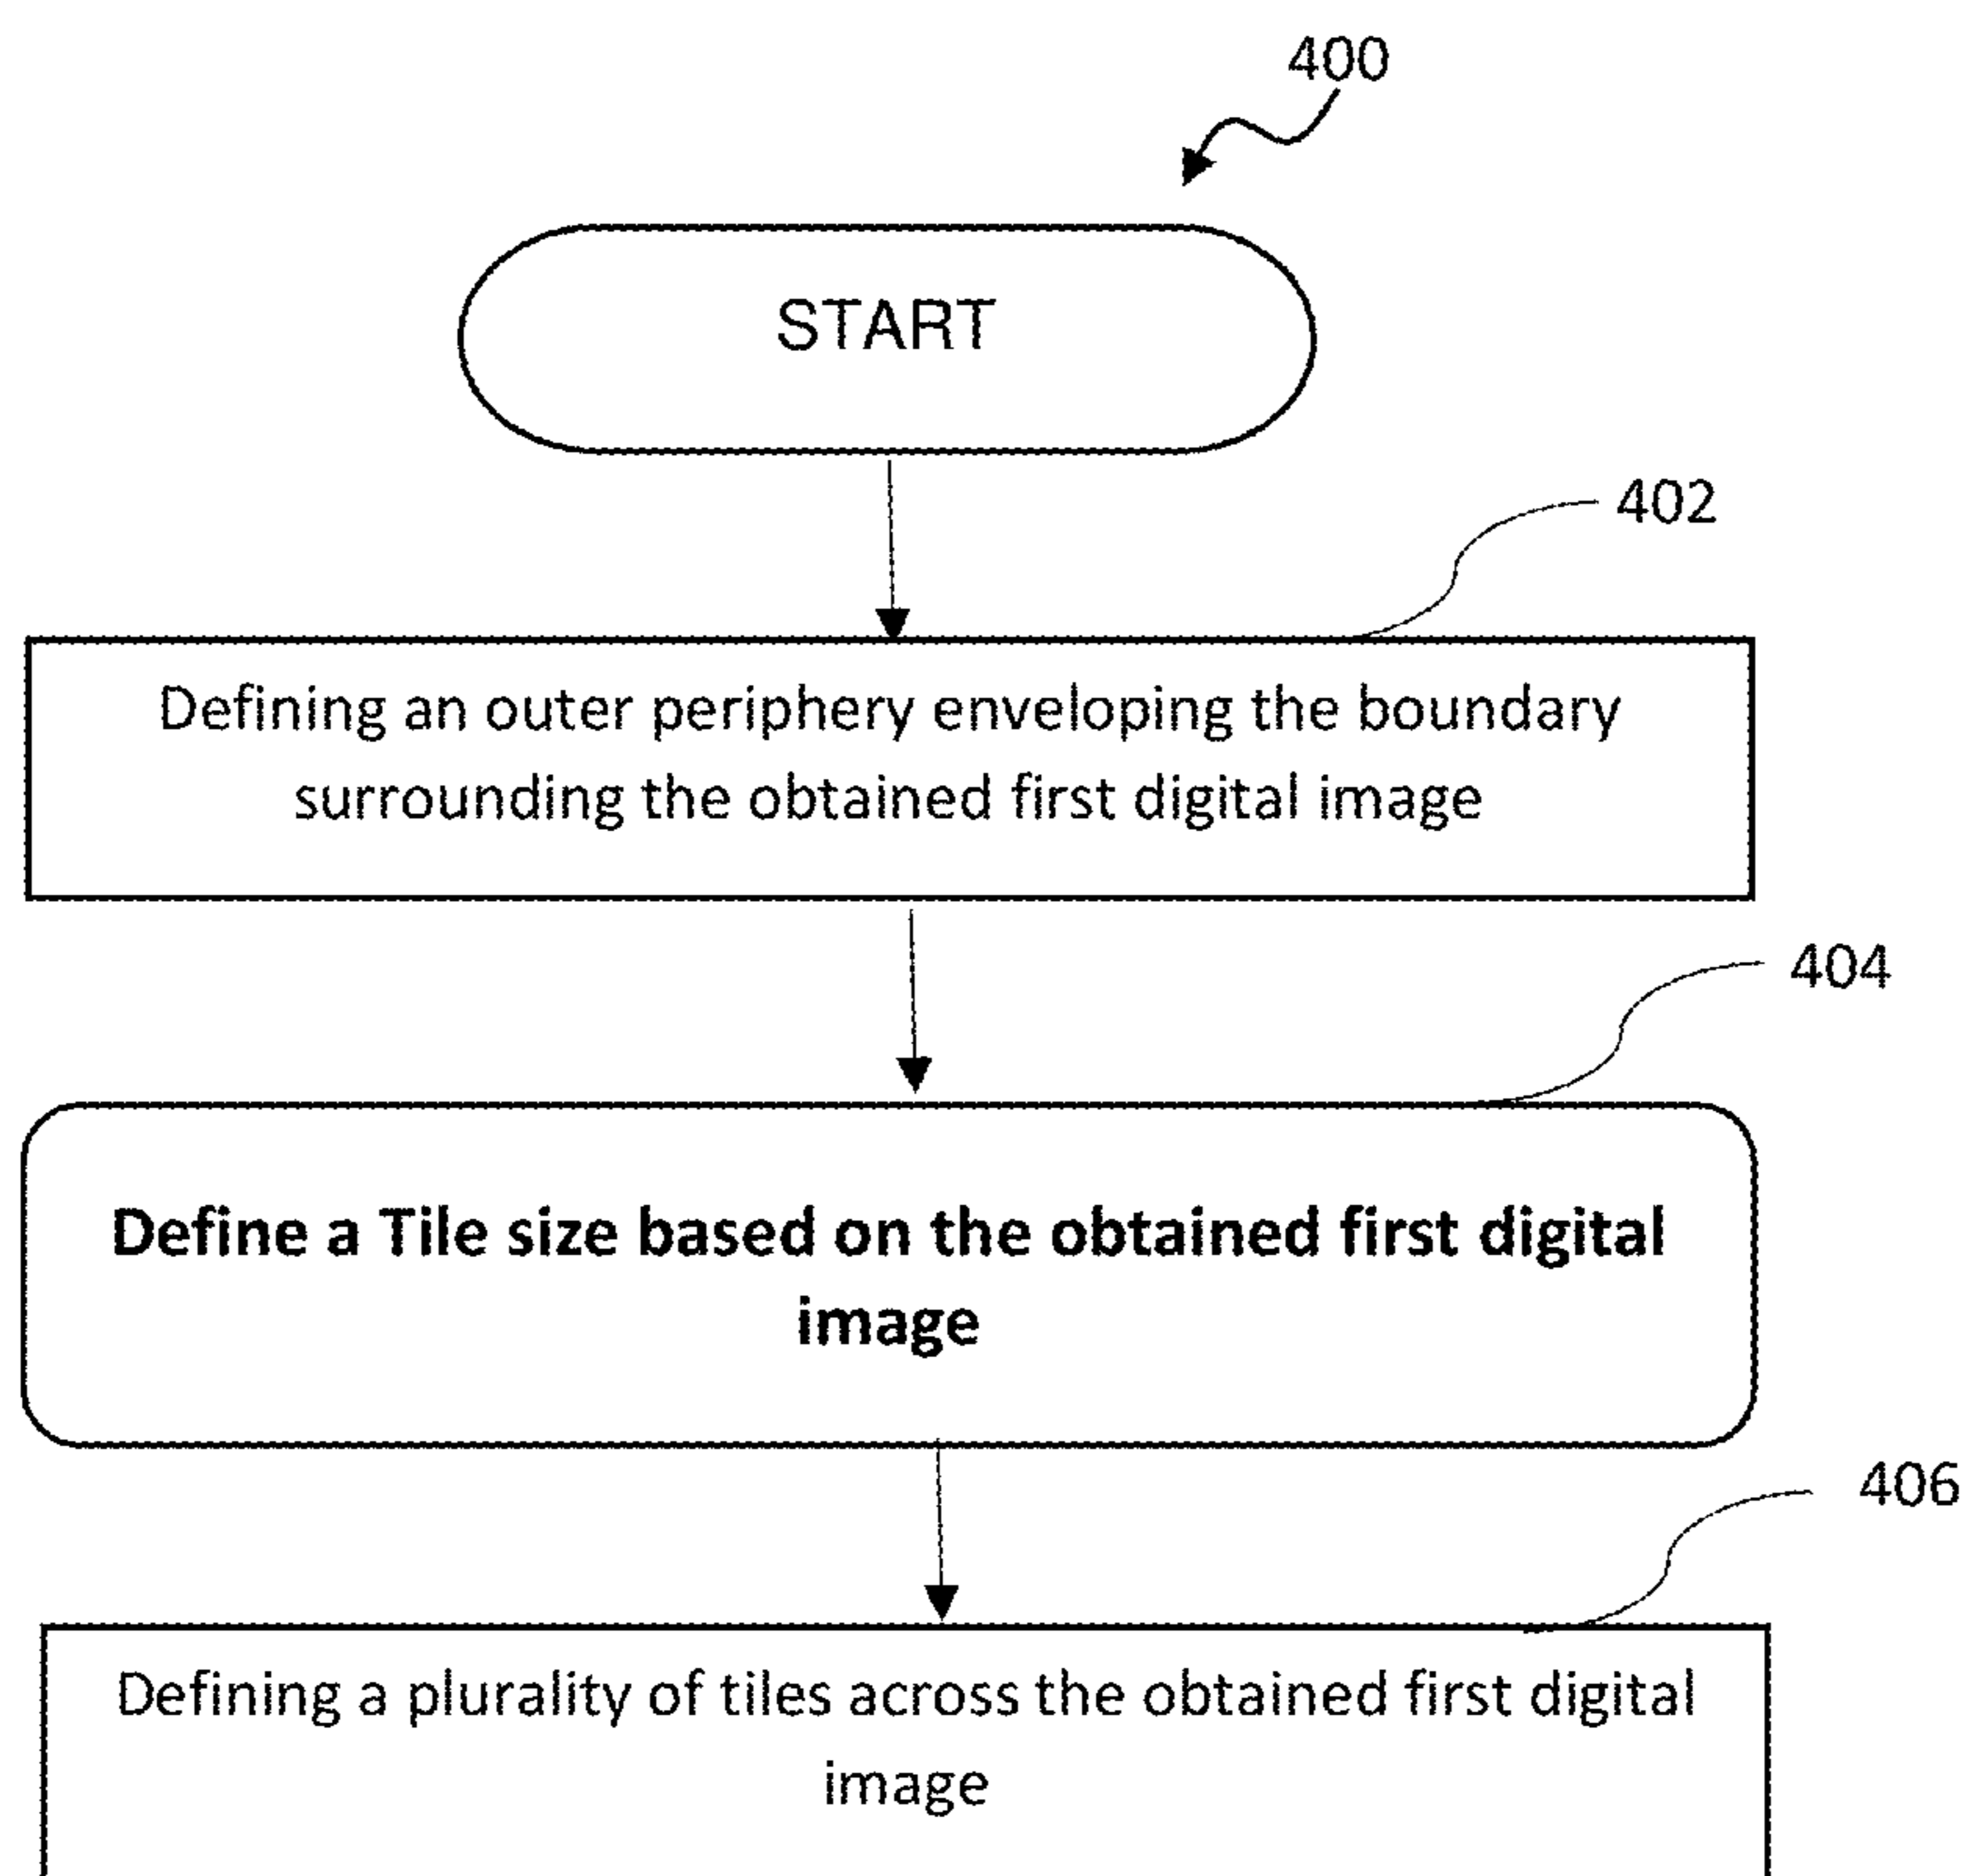 400
START
402
Defining an outer periphery enveloping the boundary
surrounding the obtained first digital image
404
Define a Tile size based on the obtained first digital
image
406
Defining a plurality of tiles across the obtained first digital
image